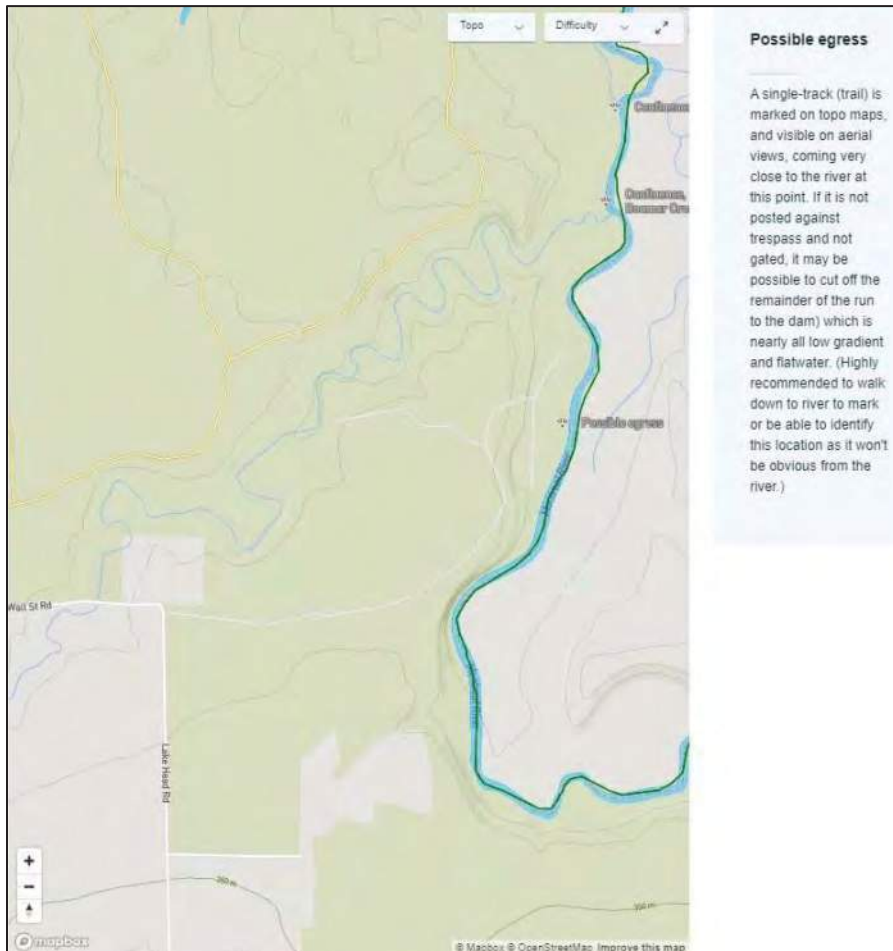 Topo
Difficulty
Possible egress
A single-track (trail) is
marked on topo maps,
and visible on aerial
views, coming very
close to the river at
this point. If it is not
posted against
trespass and not
gated, it may be
possible to cut off the
remainder of the run
to the dam) which is
nearly all low gradient
and flatwater. (Highly
recommended to walk
down to river to mark
or be able to identify
this location as it won't
be obvious from the
river.)
Confluence,
Possible egress
Wall St Rd
Lake Head Rd
350 m
mapbox
© Mapbox © OpenStreetMap Improve this map